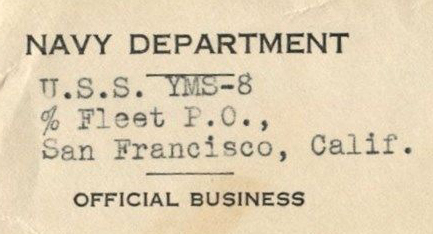 NAVY DEPARTMENT
U.S.S. YMS-8
% Fleet P.O.,
San Francisco, Calif.
OFFICIAL BUSINESS